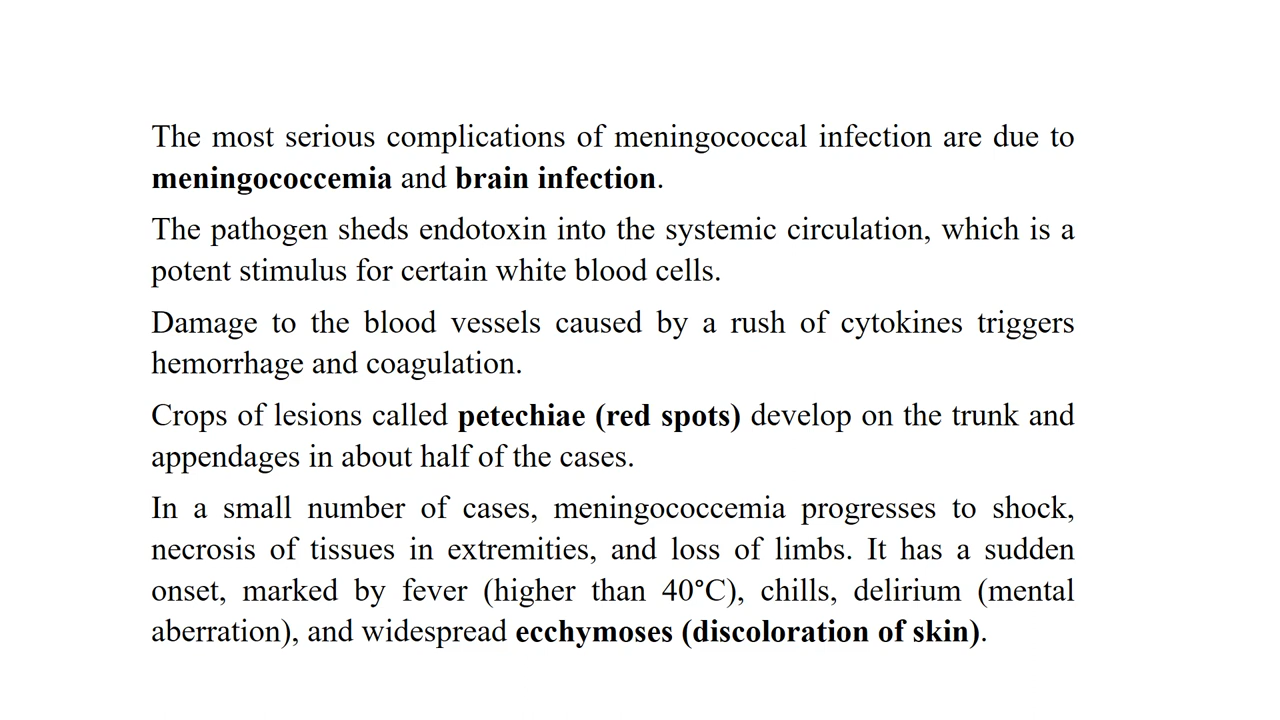 The most serious complications of meningococcal infection are due to
meningococcemia and brain infection.
The pathogen sheds endotoxin into the systemic circulation, which is a
potent stimulus for certain white blood cells.
Damage to the blood vessels caused by a rush of cytokines triggers
hemorrhage and coagulation.
Crops of lesions called petechiae (red spots) develop on the trunk and
appendages in about half of the cases.
In a small number of cases, meningococcemia progresses to shock,
necrosis of tissues in extremities, and loss of limbs. It has a sudden
onset, marked by fever (higher than 40°C), chills, delirium (mental
aberration), and widespread ecchymoses (discoloration of skin).